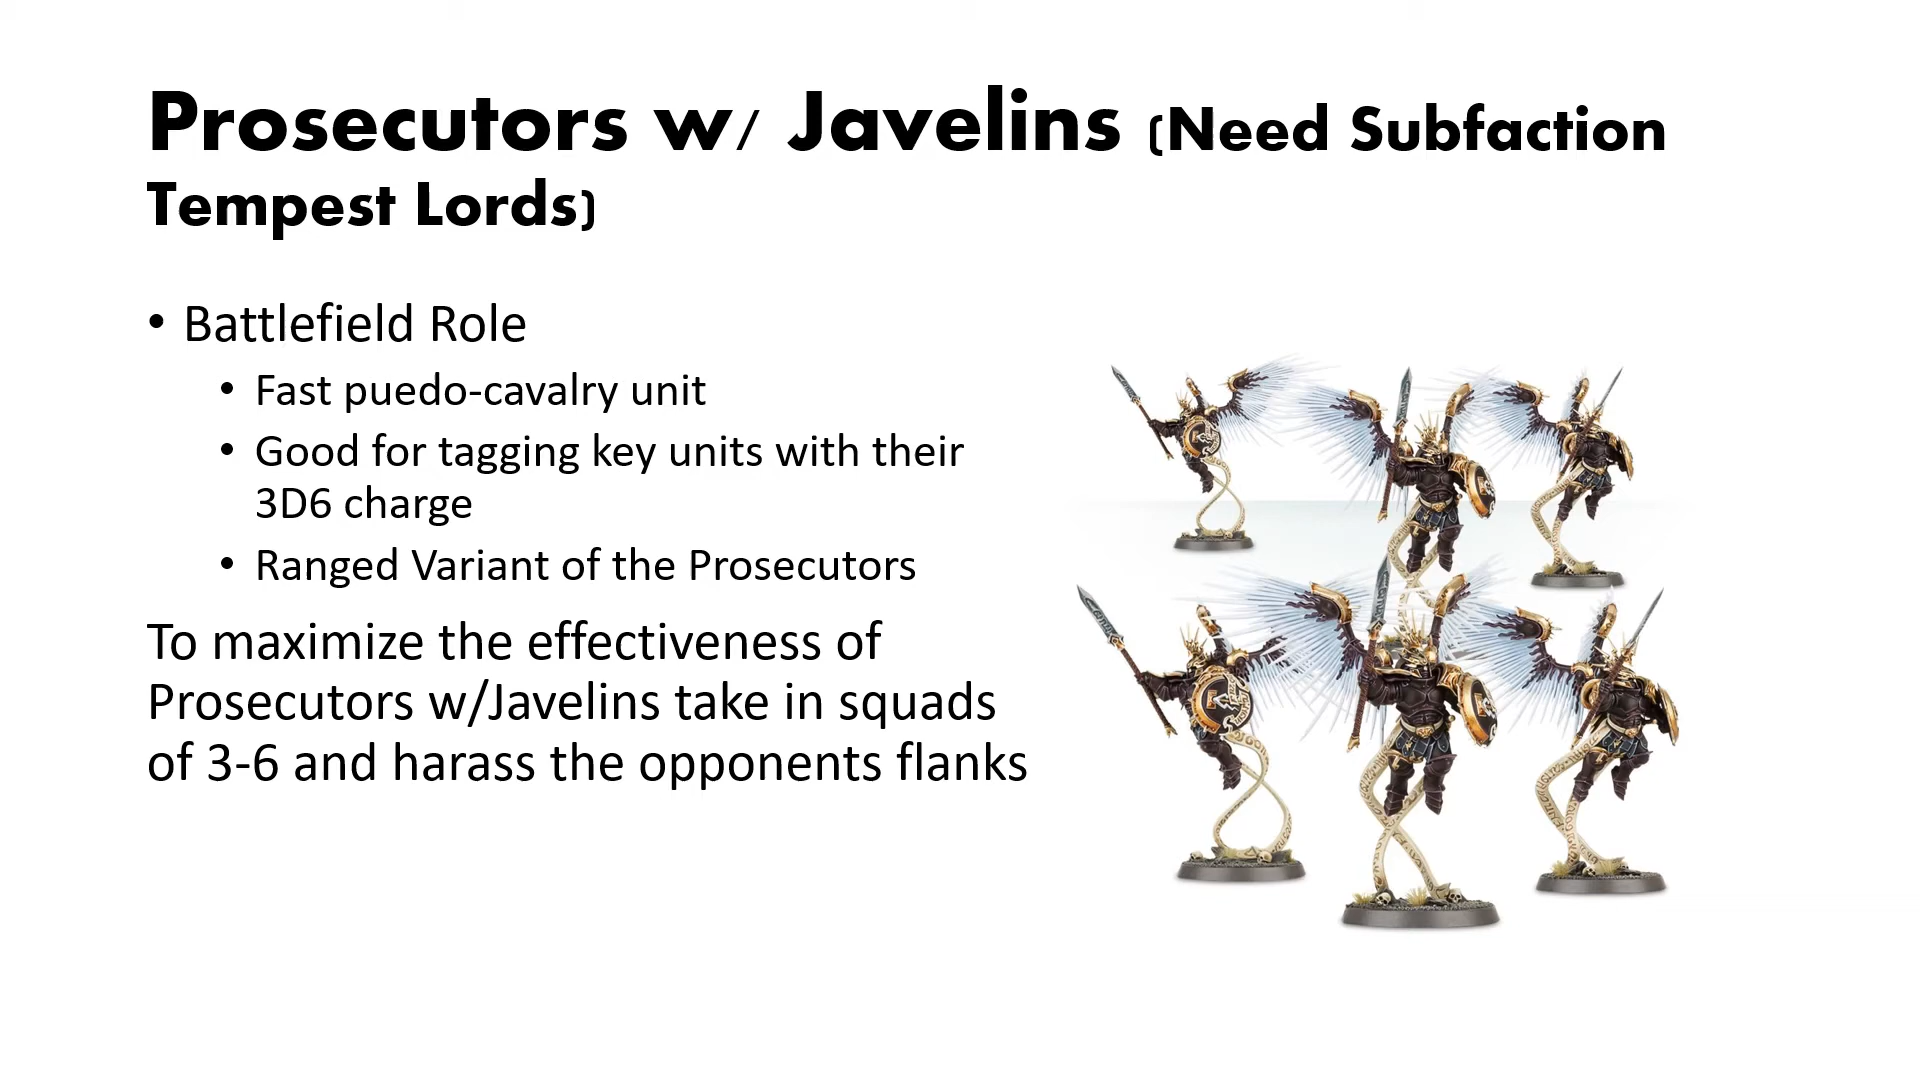 Prosecutors w/ Javelins (Need Subfaction
Tempest Lords)
• Battlefield Role
• Fast puedo-cavalry unit
• Good for tagging key units with their
3D6 charge
• Ranged Variant of the Prosecutors
To maximize the effectiveness of
Prosecutors w/Javelins take in squads
of 3-6 and harass the opponents flanks